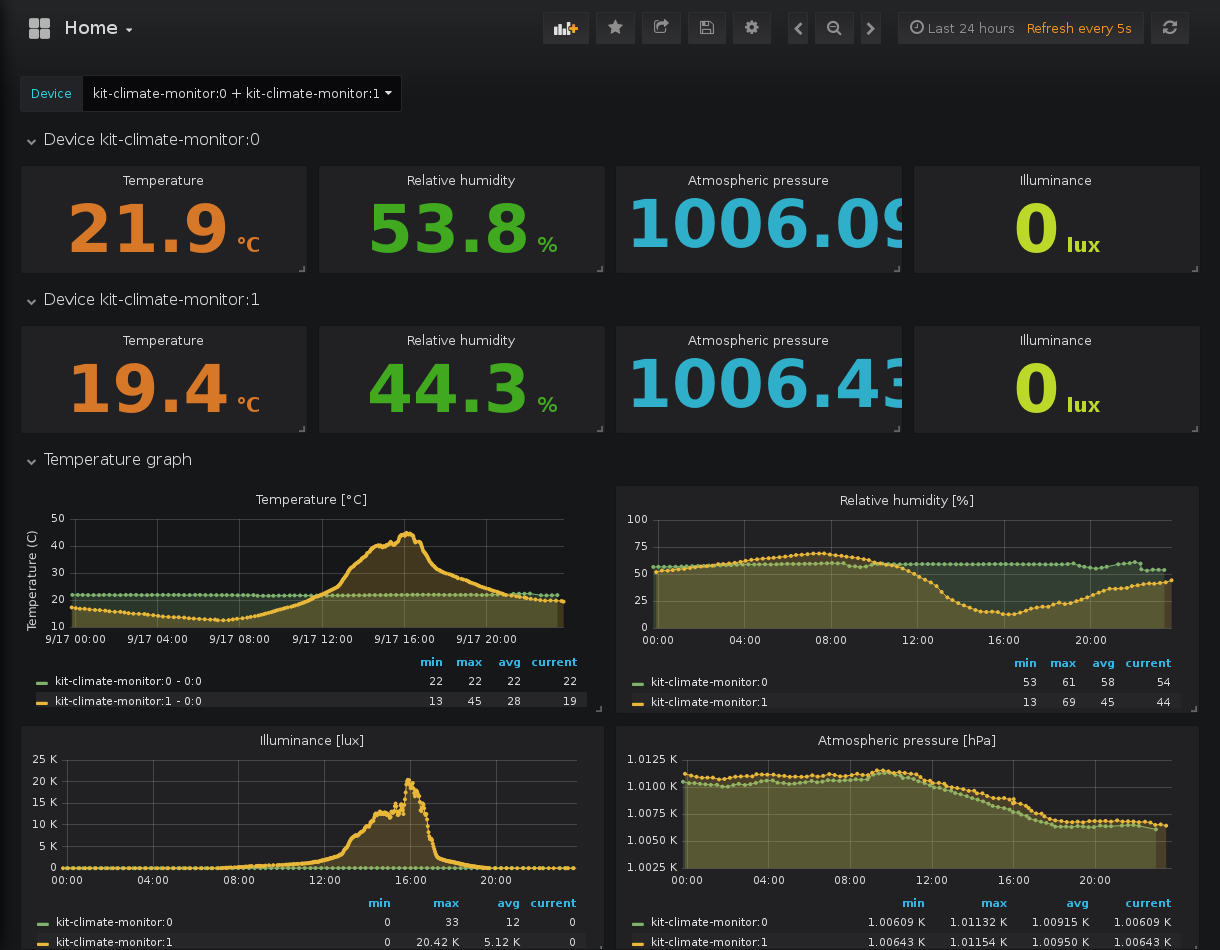 Home
Last 24 hours Refresh every 5s
Device kit-climate-monitor:0 + kit-climate-monitor:1
Device kit-climate-monitor:0
Temperature Relative humidity Atmospheric pressure Illuminance
21.9 °C 53.8 % 1006.09 0 lux
Device kit-climate-monitor:1
Temperature Relative humidity Atmospheric pressure Illuminance
19.4 °C 44.3 % 1006.43 0 lux
Temperature graph
Temperature [°C]
Temperature (C)
50
40
30
20
10
9/17 00:00 9/17 04:00 9/17 08:00 9/17 12:00 9/17 16:00 9/17 20:00
min max avg current
kit-climate-monitor:0 - 0:0 22 22 22 22
kit-climate-monitor:1 - 0:0 13 45 28 19
Relative humidity [%]
100
75
50
25
0
00:00 04:00 08:00 12:00 16:00 20:00
min max avg current
kit-climate-monitor:0 53 61 58 54
kit-climate-monitor:1 13 69 45 44
Illuminance [lux]
25 K
20 K
15 K
10 K
5 K
0
00:00 04:00 08:00 12:00 16:00 20:00
min max avg current
kit-climate-monitor:0 0 33 12 0
kit-climate-monitor:1 0 20.42 K 5.12 K 0
Atmospheric pressure [hPa]
1.0125 K
1.0100 K
1.0075 K
1.0050 K
1.0025 K
00:00 04:00 08:00 12:00 16:00 20:00
min max avg current
kit-climate-monitor:0 1.00609 K 1.01132 K 1.00915 K 1.00609 K
kit-climate-monitor:1 1.00643 K 1.01154 K 1.00950 K 1.00643 K